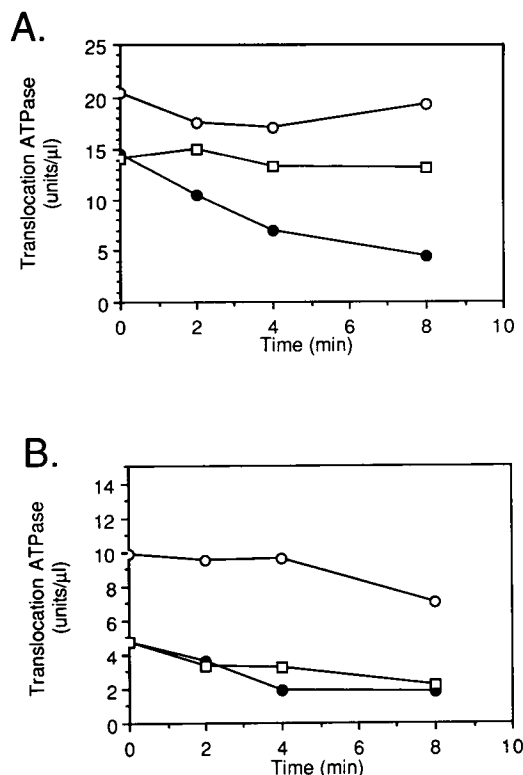 A.
Translocation ATPase
(units/μl)
25
20
15
10
5
0
0 2 4 6 8 10
Time (min)
B.
Translocation ATPase
(units/μl)
14
12
10
8
6
4
2
0
0 2 4 6 8 10
Time (min)